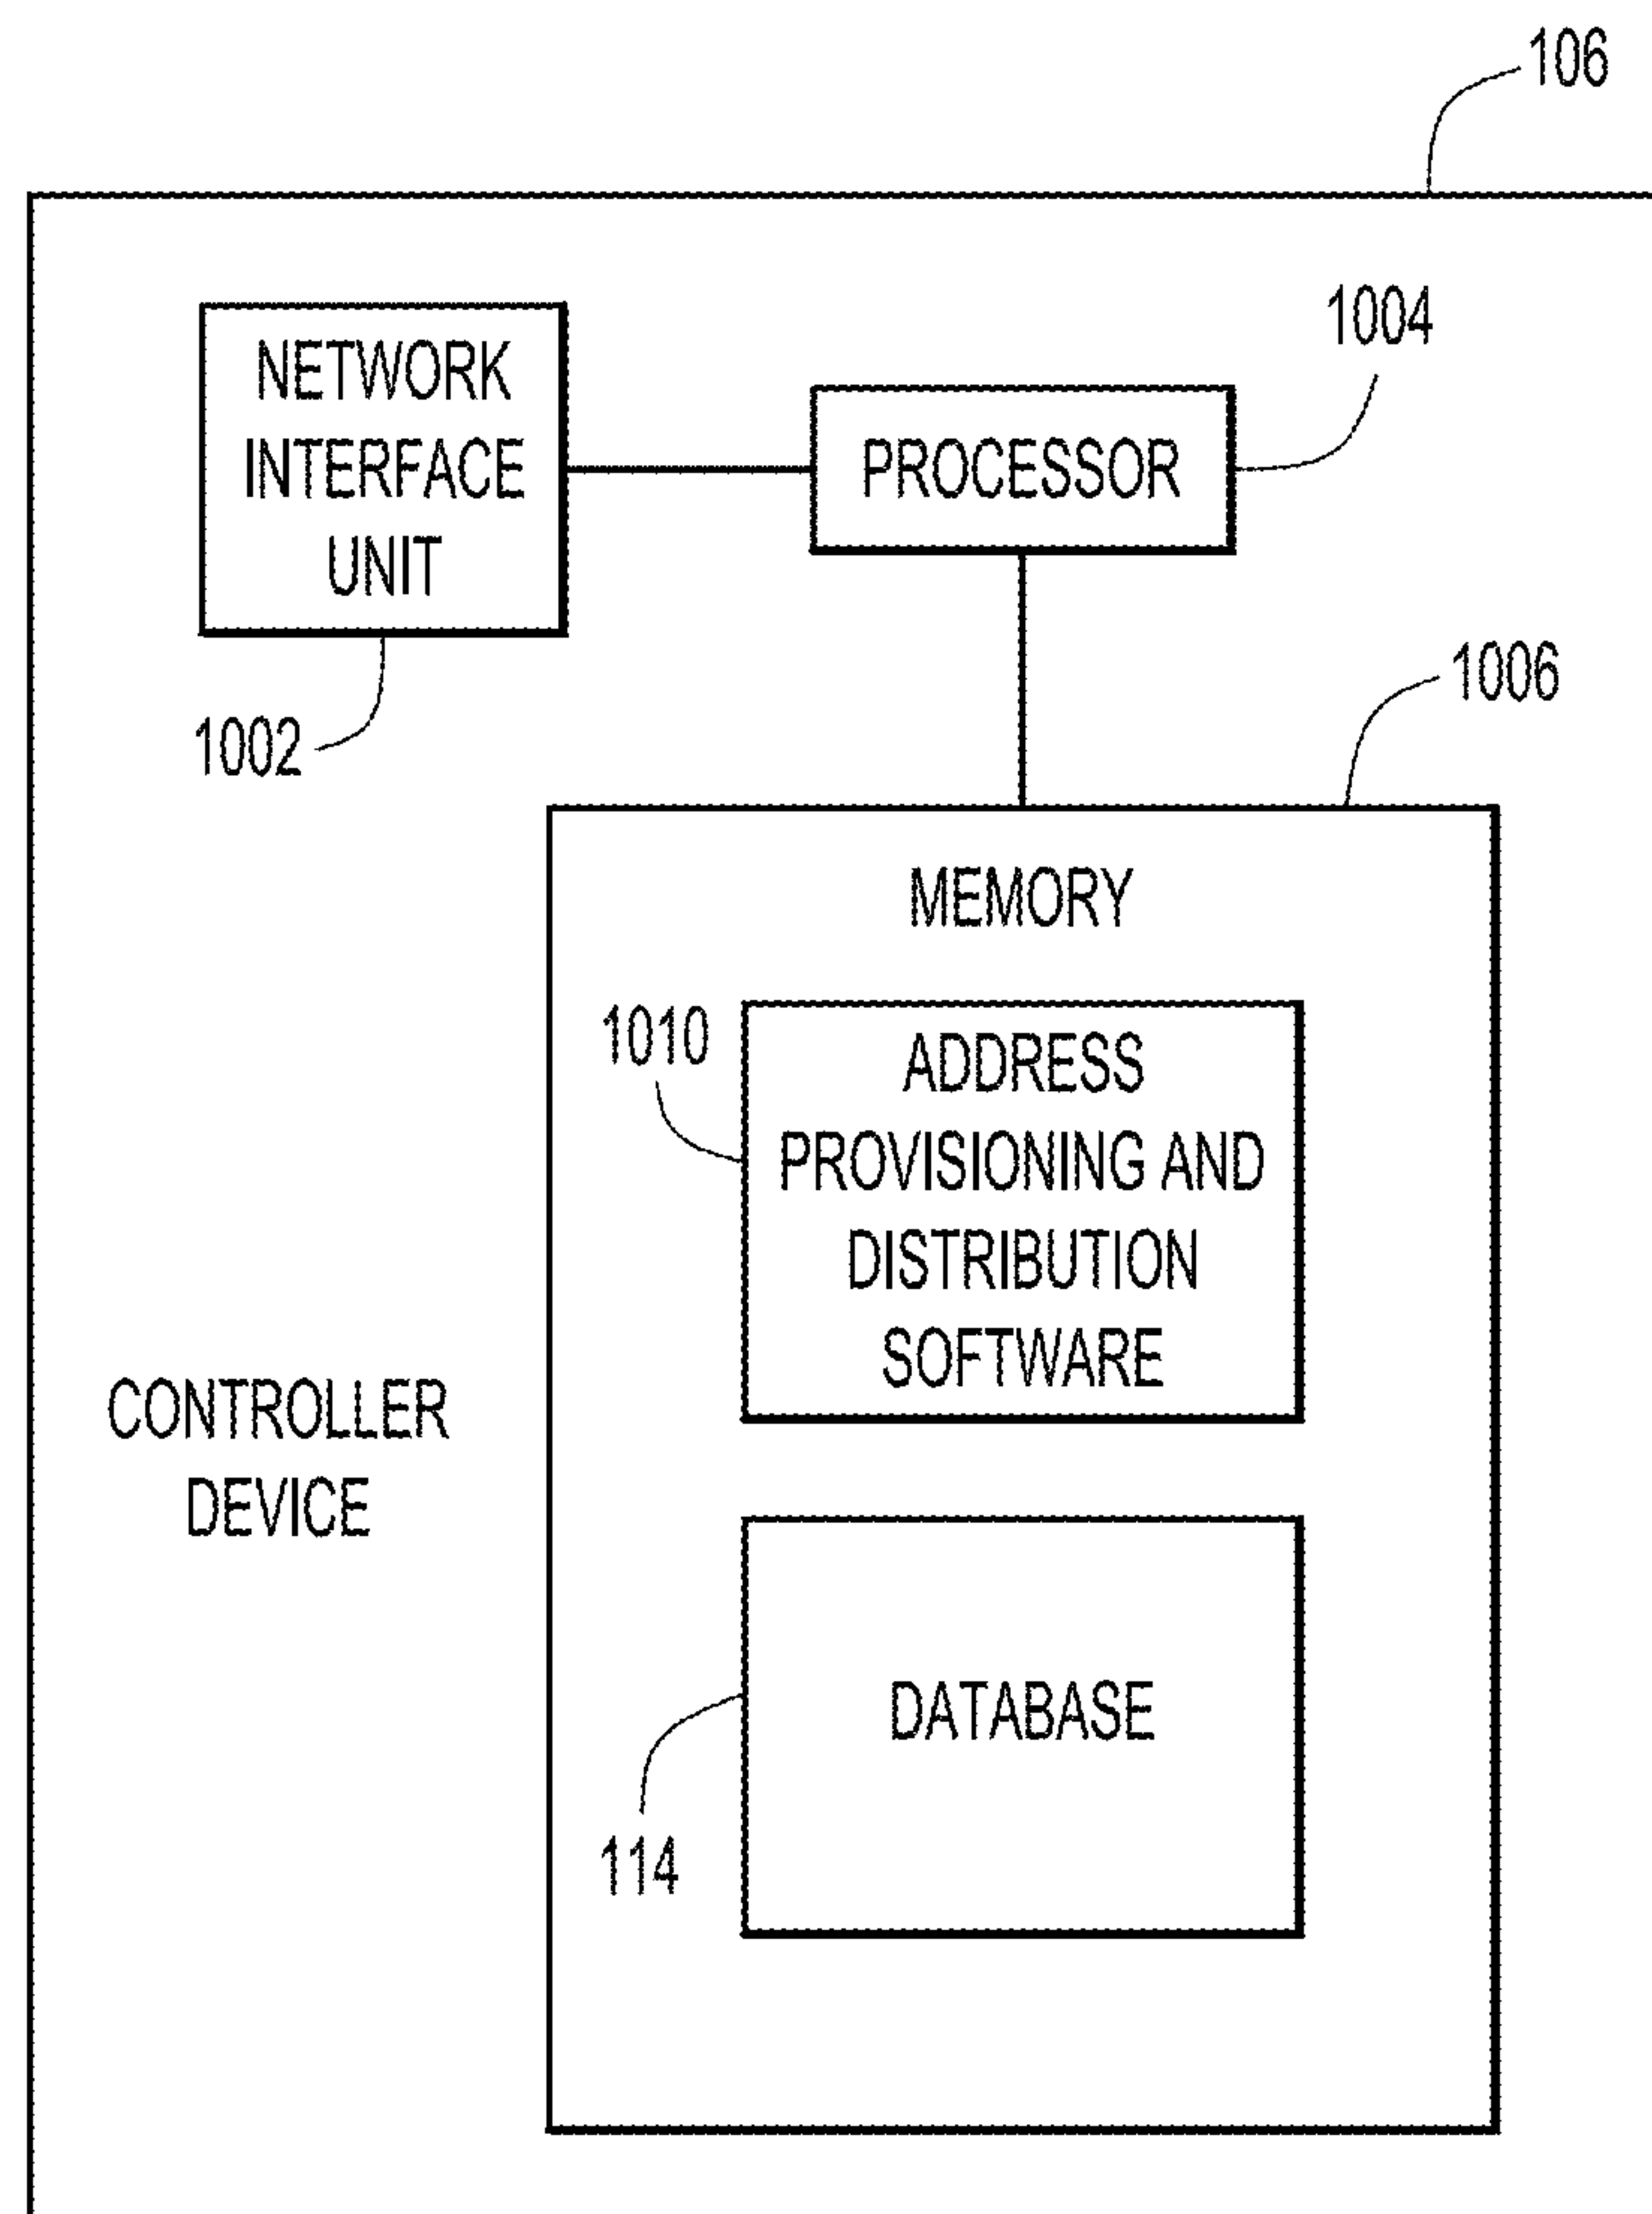 106
NETWORK
INTERFACE
UNIT
1002
PROCESSOR
1004
1006
MEMORY
1010
ADDRESS
PROVISIONING AND
DISTRIBUTION
SOFTWARE
CONTROLLER
DEVICE
DATABASE
114